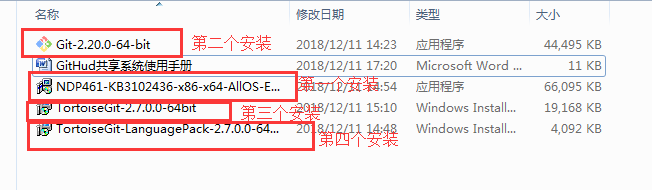 名称 修改日期 类型 大小
Git-2.20.0-64-bit 第二个安装 2018/12/11 14:23 应用程序 44,495 KB
GitHud共享系统使用手册 2018/12/11 17:20 Microsoft Word ... 11 KB
NDP461-KB3102436-x86-x64-AllOS-E... 第一个安装 14:54 应用程序 66,095 KB
TortoiseGit-2.7.0.0-64bit 第三个安装 15:10 Windows Install... 19,168 KB
TortoiseGit-LanguagePack-2.7.0.0-64... 2018/12/11 14:48 Windows Install... 4,092 KB
第四个安装